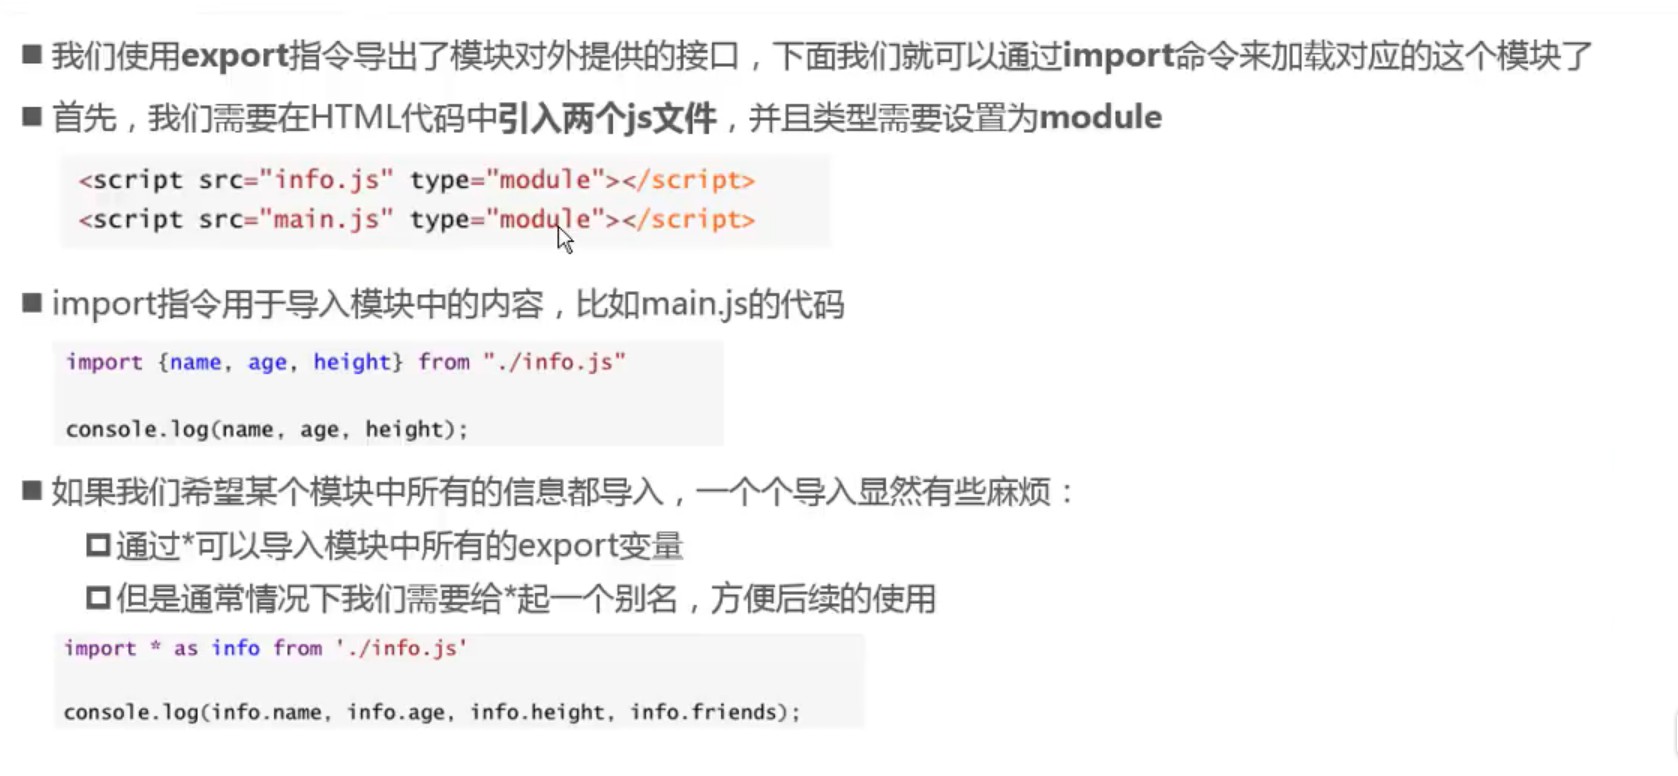 ■ 我们使用export指令导出了模块对外提供的接口，下面我们就可以通过import命令来加载对应的这个模块了
■ 首先，我们需要在HTML代码中引入两个js文件，并且类型需要设置为module
<script src="info.js" type="module"></script>
<script src="main.js" type="module"></script>
■ import指令用于导入模块中的内容，比如main.js的代码
import {name, age, height} from "./info.js"
console.log(name, age, height);
■ 如果我们希望某个模块中所有的信息都导入，一个个导入显然有些麻烦：
通过*可以导入模块中所有的export变量
但是通常情况下我们需要给*起一个别名，方便后续的使用
import * as info from './info.js'
console.log(info.name, info.age, info.height, info.friends);